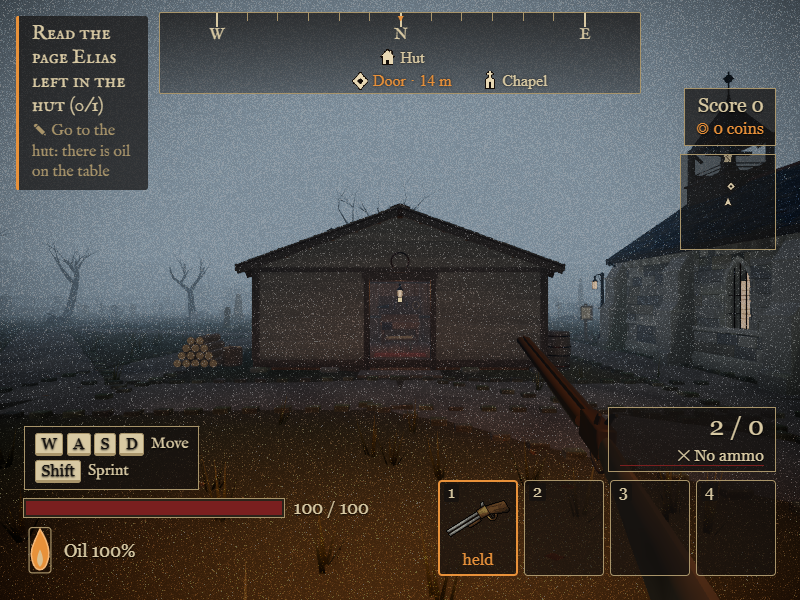 Read the
page Elias
left in the
hut (0/1)
Go to the
hut: there is oil
on the table
W N E
Hut
Door · 14 m
Chapel
Score 0
0 coins
W A S D Move
Shift Sprint
100 / 100
Oil 100%
2 / 0
No ammo
1 2 3 4
held